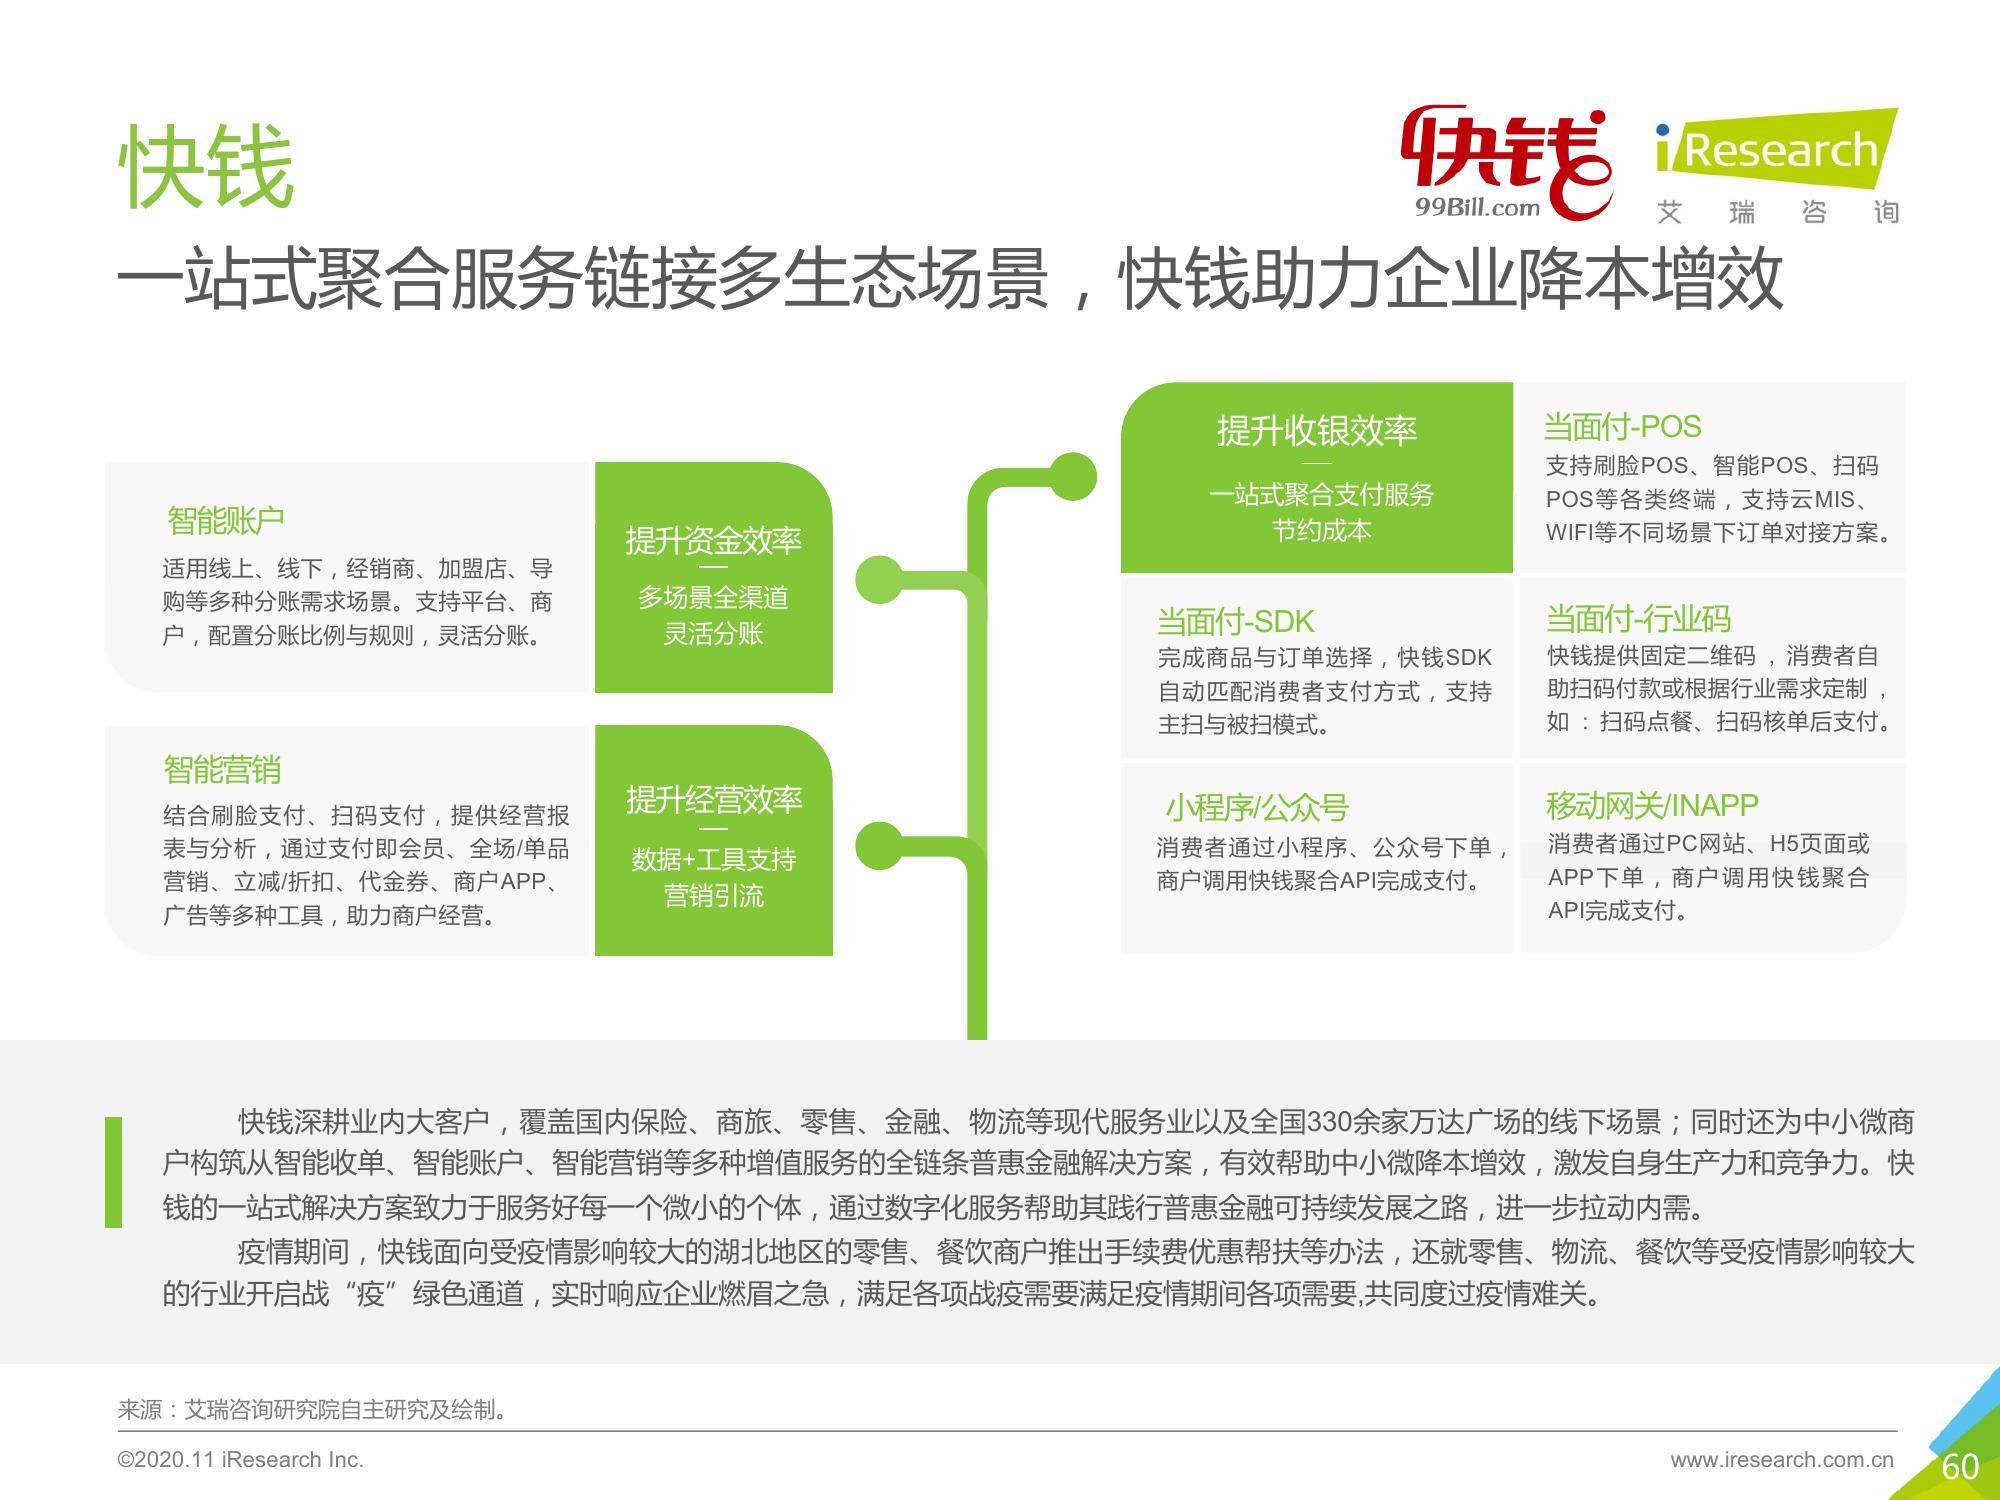 快钱
快钱
99Bill.com
iResearch
艾 瑞 咨 询
一站式聚合服务链接多生态场景，快钱助力企业降本增效
智能账户
适用线上、线下，经销商、加盟店、导
购等多种分账需求场景。支持平台、商
户，配置分账比例与规则，灵活分账。
提升资金效率
多场景全渠道
灵活分账
智能营销
结合刷脸支付、扫码支付，提供经营报
表与分析，通过支付即会员、全场/单品
营销、立减/折扣、代金券、商户APP、
广告等多种工具，助力商户经营。
提升经营效率
数据+工具支持
营销引流
提升收银效率
一站式聚合支付服务
节约成本
当面付-POS
支持刷脸POS、智能POS、扫码
POS等各类终端，支持云MIS、
WIFI等不同场景下订单对接方案。
当面付-SDK
完成商品与订单选择，快钱SDK
自动匹配消费者支付方式，支持
主扫与被扫模式。
当面付-行业码
快钱提供固定二维码，消费者自
助扫码付款或根据行业需求定制，
如：扫码点餐、扫码核单后支付。
小程序/公众号
消费者通过小程序、公众号下单，
商户调用快钱聚合API完成支付。
移动网关/INAPP
消费者通过PC网站、H5页面或
APP下单，商户调用快钱聚合
API完成支付。
快钱深耕业内大客户，覆盖国内保险、商旅、零售、金融、物流等现代服务业以及全国330余家万达广场的线下场景；同时还为中小微商
户构筑从智能收单、智能账户、智能营销等多种增值服务的全链条普惠金融解决方案，有效帮助中小微降本增效，激发自身生产力和竞争力。快
钱的一站式解决方案致力于服务好每一个微小的个体，通过数字化服务帮助其践行普惠金融可持续发展之路，进一步拉动内需。
疫情期间，快钱面向受疫情影响较大的湖北地区的零售、餐饮商户推出手续费优惠帮扶等办法，还就零售、物流、餐饮等受疫情影响较大
的行业开启战“疫”绿色通道，实时响应企业燃眉之急，满足各项战疫需要满足疫情期间各项需要,共同度过疫情难关。
来源：艾瑞咨询研究院自主研究及绘制。
©2020.11 iResearch Inc.
www.iresearch.com.cn
60